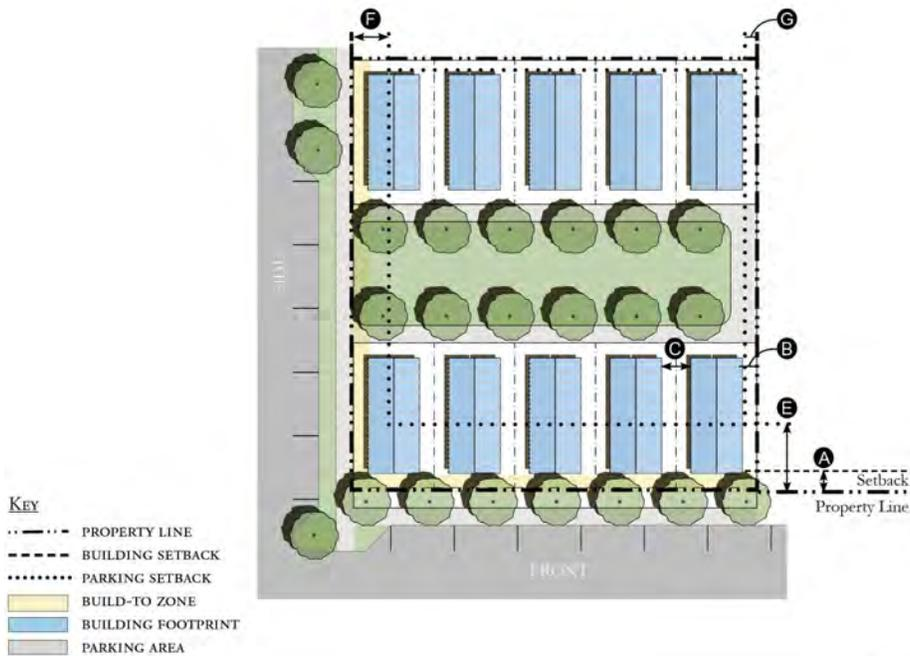 F
G
SIDE
C
B
E
A
Setback
Property Line
FRONT
KEY
PROPERTY LINE
BUILDING SETBACK
PARKING SETBACK
BUILD-TO ZONE
BUILDING FOOTPRINT
PARKING AREA